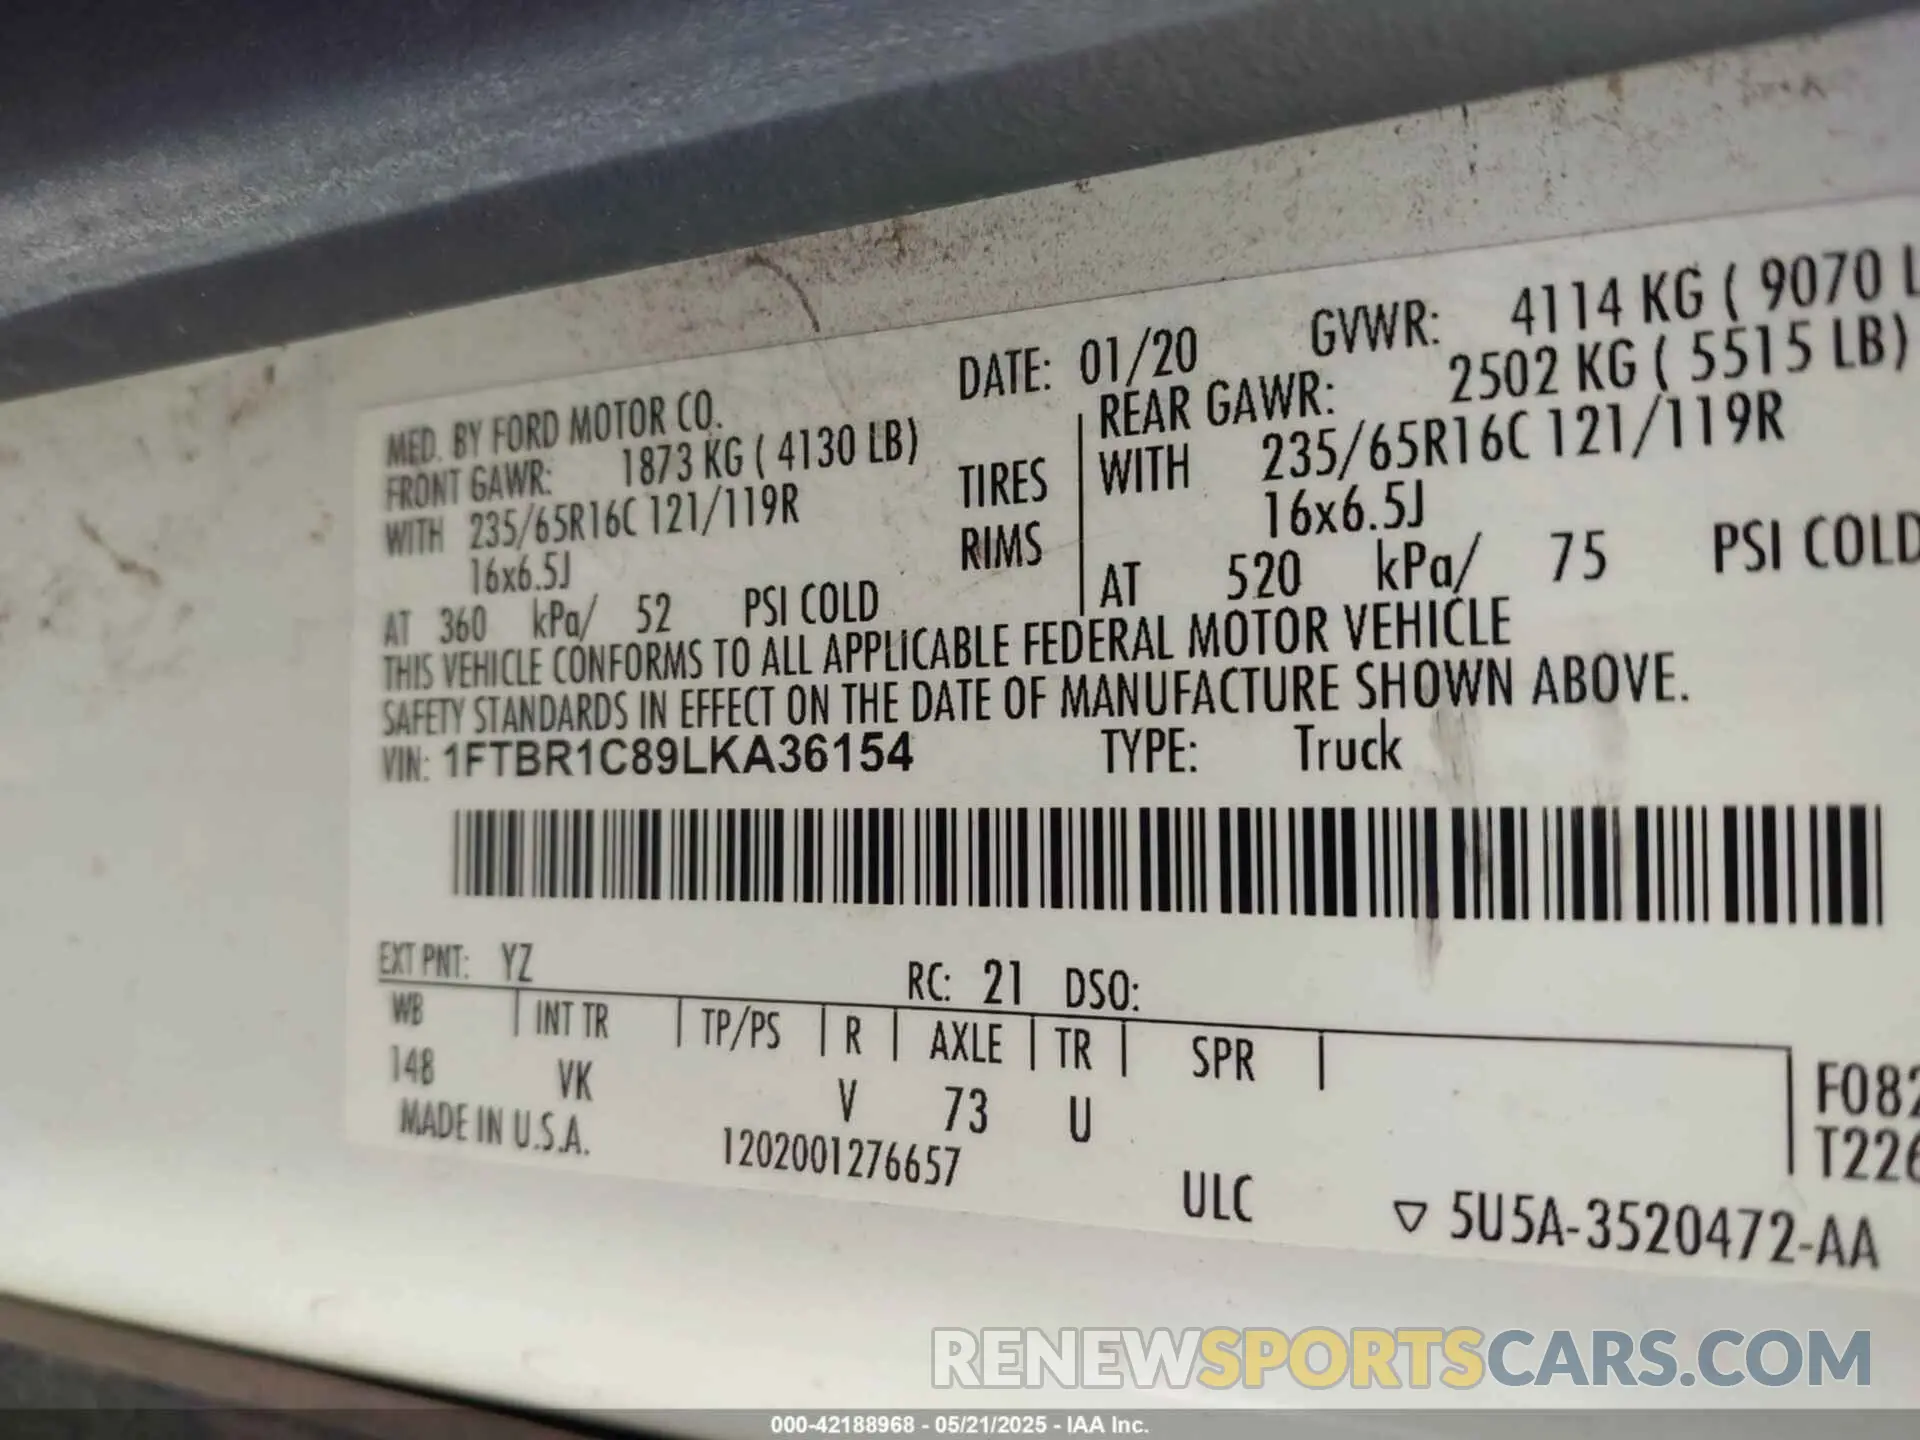 MFD. BY FORD MOTOR CO. DATE: 01/20 GVWR: 4114 KG ( 9070 L
FRONT GAWR: 1873 KG ( 4130 LB) REAR GAWR: 2502 KG ( 5515 LB)
WITH 235/65R16C 121/119R TIRES WITH 235/65R16C 121/119R
16x6.5J RIMS 16x6.5J
AT 360 kPa/ 52 PSI COLD AT 520 kPa/ 75 PSI COLD
THIS VEHICLE CONFORMS TO ALL APPLICABLE FEDERAL MOTOR VEHICLE
SAFETY STANDARDS IN EFFECT ON THE DATE OF MANUFACTURE SHOWN ABOVE.
VIN: 1FTBR1C89LKA36154 TYPE: Truck
EXT PNT: YZ RC: 21 DSO:
WB INT TR TP/PS R AXLE TR SPR
148 VK V 73 U
F082
T226
MADE IN U.S.A. 1202001276657 ULC ▽ 5U5A-3520472-AA
RENEWSPORTSCARS.COM
000-42188968 - 05/21/2025 - IAA Inc.